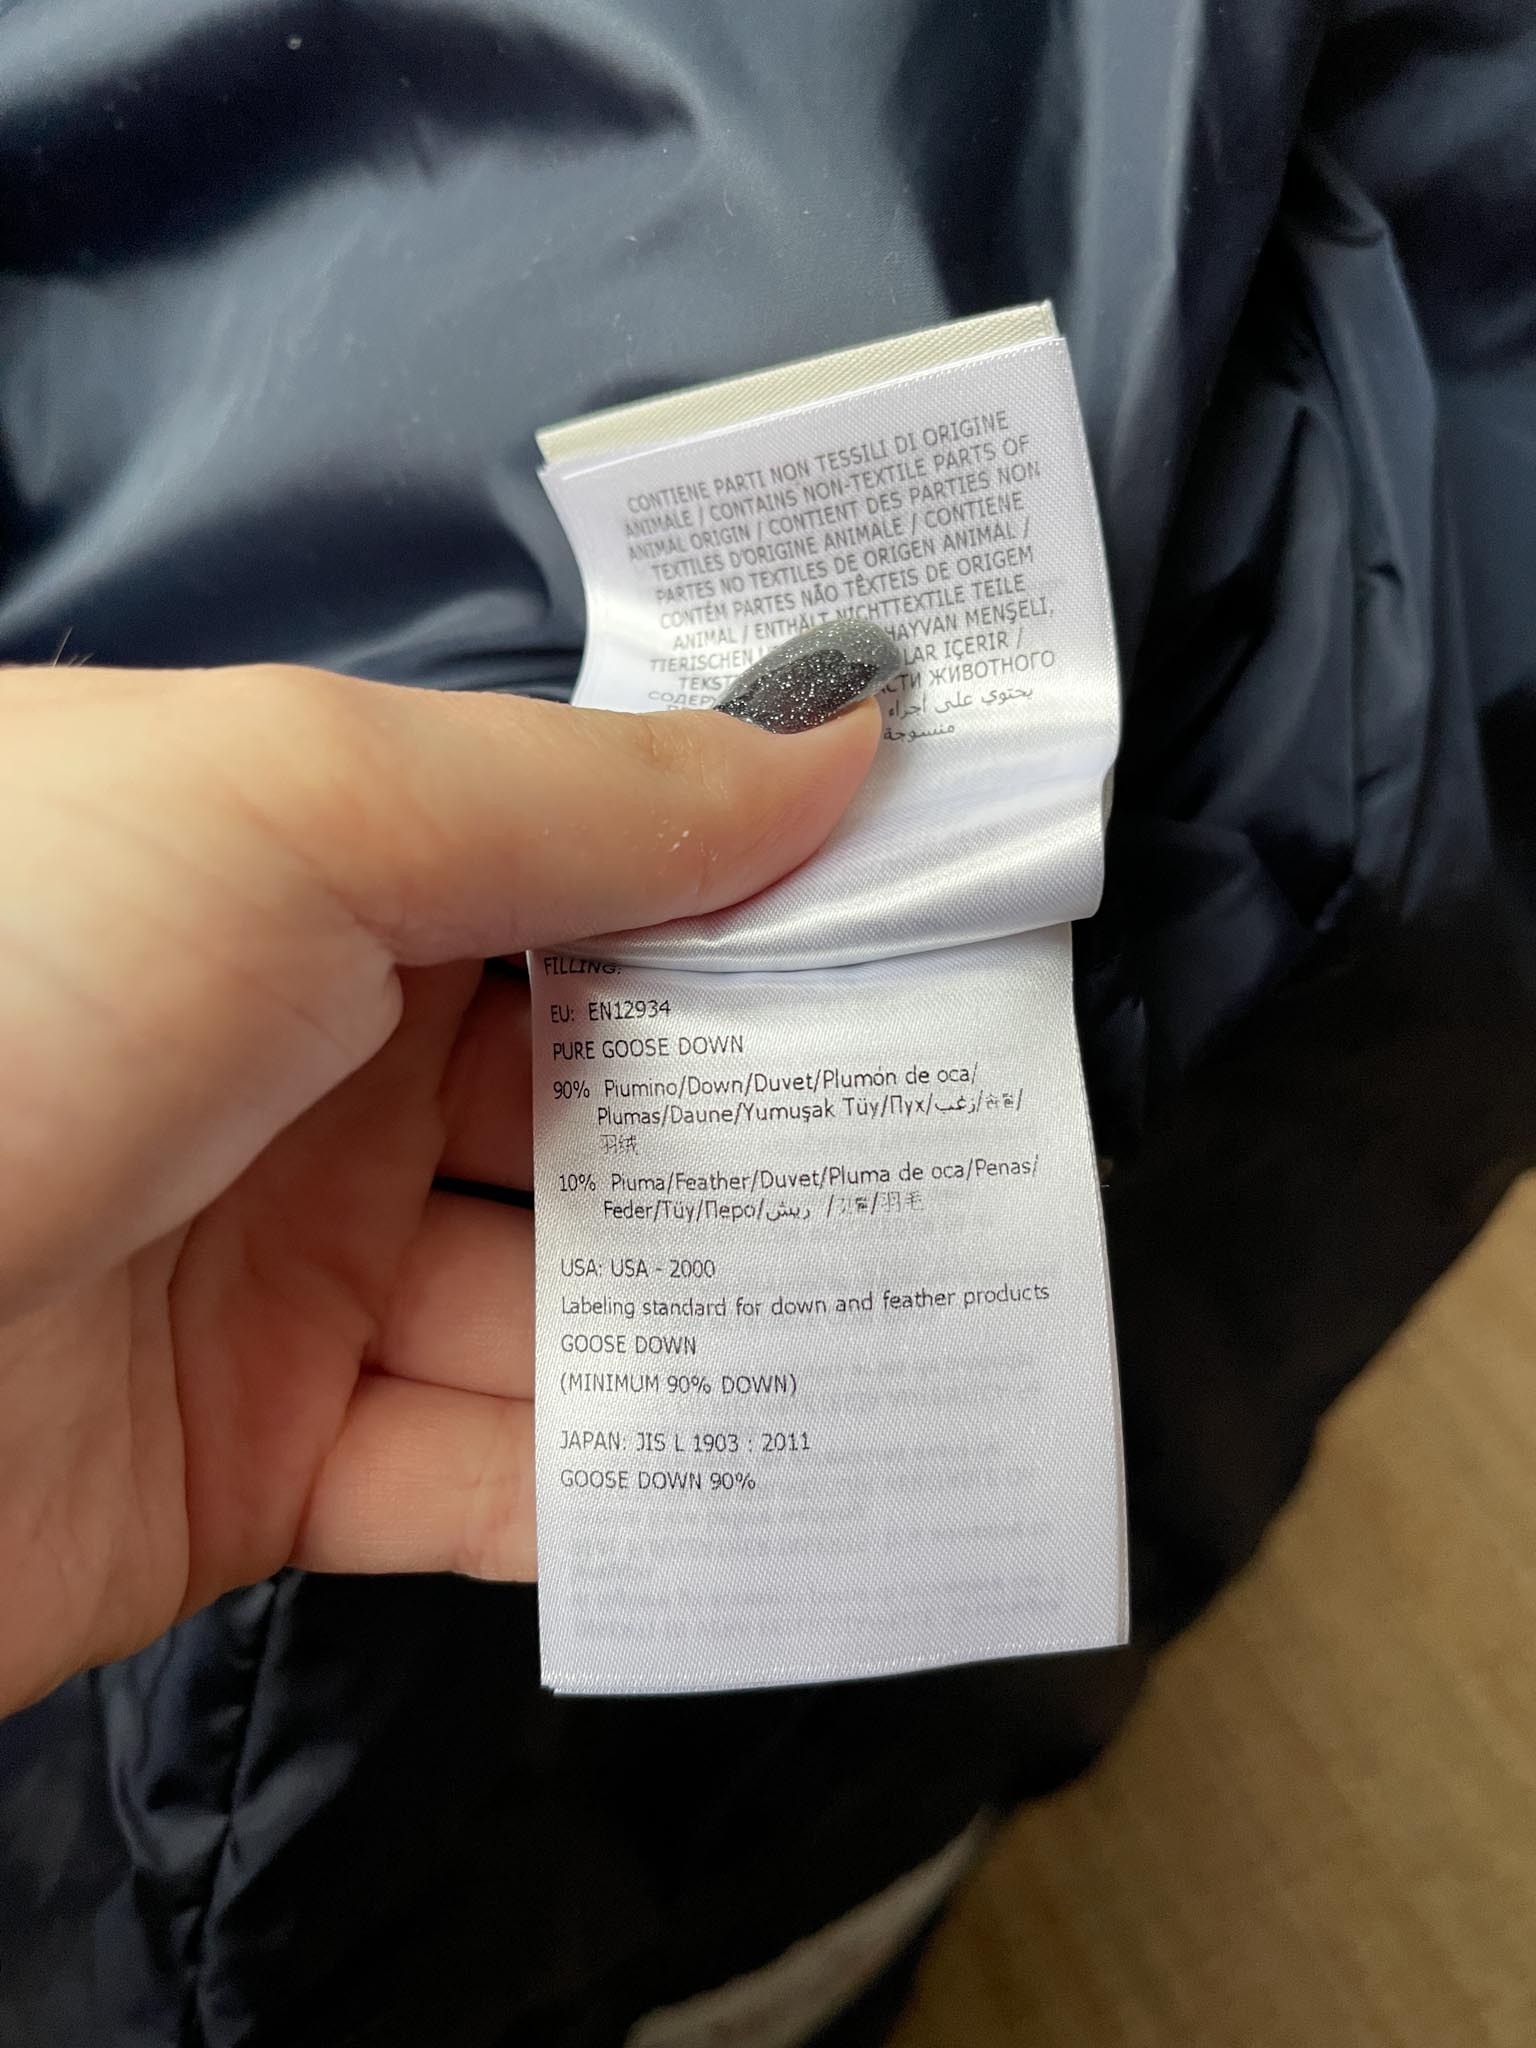 CONTIENE PARTI NON TESSILI DI ORIGINE
ANIMALE / CONTAINS NON-TEXTILE PARTS OF
ANIMAL ORIGIN / CONTIENT DES PARTIES NON
TEXTILES D'ORIGINE ANIMALE / CONTIENE
PARTES NO TEXTILES DE ORIGEN ANIMAL /
CONTÉM PARTES NÃO TÊXTEIS DE ORIGEM
ANIMAL / ENTHÄLT NICHTTEXTILE TEILE
TIERISCHEN HAYVAN MENŞELİ,
LAR İÇERİR /
ЖИВОТНОГО
يحتوي على أجزاء
منسوجة
FILLING:
EU: EN12934
PURE GOOSE DOWN
90% Piumino/Down/Duvet/Plumón de oca/
Plumas/Daune/Yumuşak Tüy/Пух/زغب/
羽绒
10% Piuma/Feather/Duvet/Pluma de oca/Penas/
Feder/Tüy/Перо/ريش /羽毛
USA: USA - 2000
Labeling standard for down and feather products
GOOSE DOWN
(MINIMUM 90% DOWN)
JAPAN: JIS L 1903 : 2011
GOOSE DOWN 90%